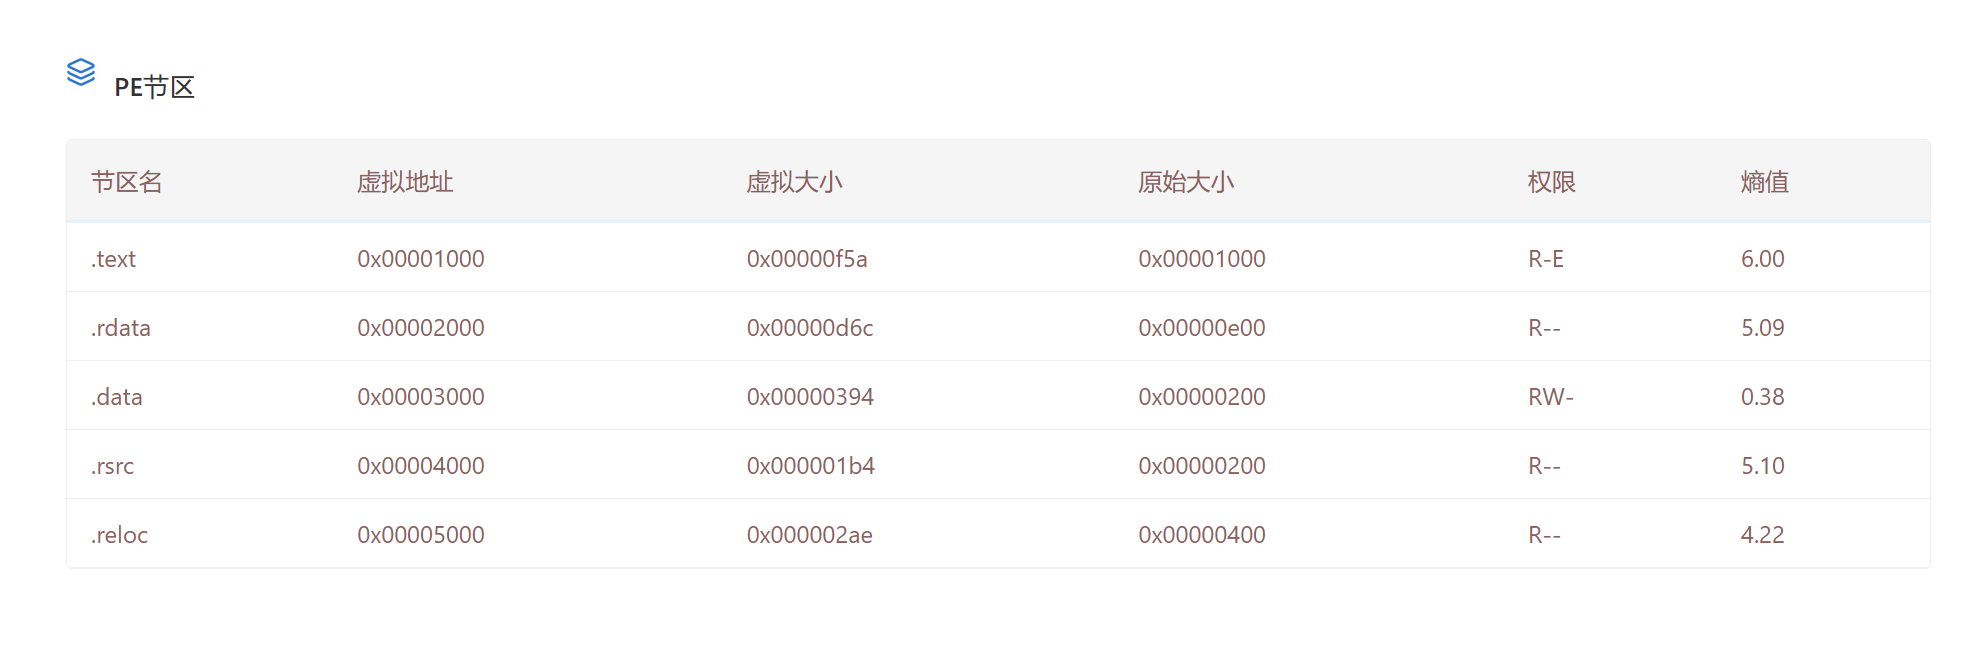 PE节区
节区名 虚拟地址 虚拟大小 原始大小 权限 熵值
.text 0x00001000 0x00000f5a 0x00001000 R-E 6.00
.rdata 0x00002000 0x00000d6c 0x00000e00 R-- 5.09
.data 0x00003000 0x00000394 0x00000200 RW- 0.38
.rsrc 0x00004000 0x000001b4 0x00000200 R-- 5.10
.reloc 0x00005000 0x000002ae 0x00000400 R-- 4.22